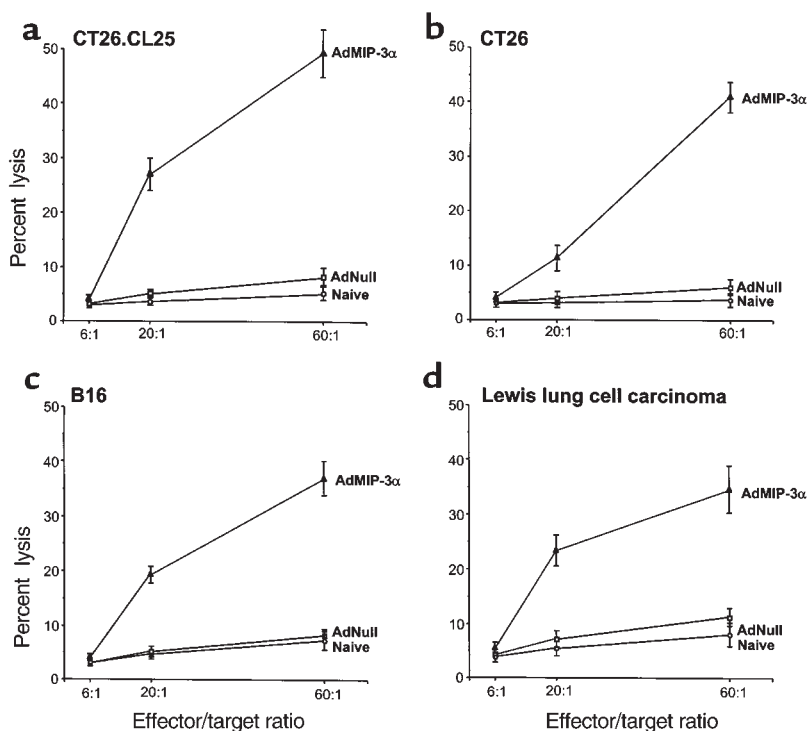 a
CT26.CL25
Percent lysis
50
40
30
20
10
0
6:1
20:1
60:1
AdMIP-3α
AdNull
Naive
b
CT26
50
40
30
20
10
0
6:1
20:1
60:1
AdMIP-3α
AdNull
Naive
c
B16
Percent lysis
50
40
30
20
10
0
6:1
20:1
60:1
Effector/target ratio
AdMIP-3α
AdNull
Naive
d
Lewis lung cell carcinoma
50
40
30
20
10
0
6:1
20:1
60:1
Effector/target ratio
AdMIP-3α
AdNull
Naive